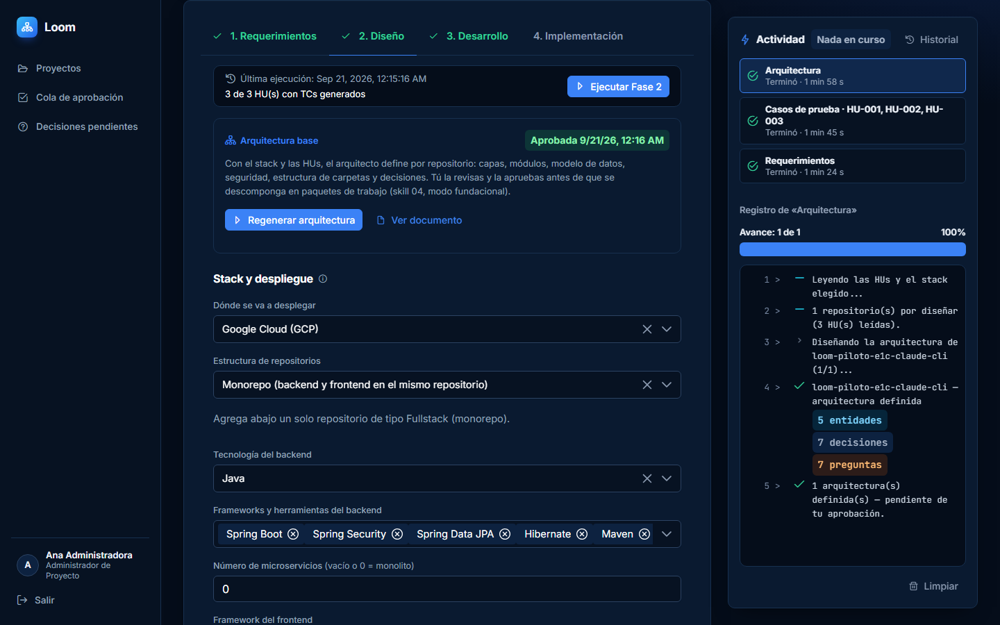 Loom
Proyectos
Cola de aprobación
Decisiones pendientes
A
Ana Administradora
Administrador de
Proyecto
Salir
1. Requerimientos
2. Diseño
3. Desarrollo
4. Implementación
Última ejecución: Sep 21, 2026, 12:15:16 AM
3 de 3 HU(s) con TCs generados
Ejecutar Fase 2
Arquitectura base
Aprobada 9/21/26, 12:16 AM
Con el stack y las HUs, el arquitecto define por repositorio: capas, módulos, modelo de datos,
seguridad, estructura de carpetas y decisiones. Tú la revisas y la apruebas antes de que se
descomponga en paquetes de trabajo (skill 04, modo fundacional).
Regenerar arquitectura
Ver documento
Stack y despliegue
Dónde se va a desplegar
Google Cloud (GCP)
Estructura de repositorios
Monorepo (backend y frontend en el mismo repositorio)
Agrega abajo un solo repositorio de tipo Fullstack (monorepo).
Tecnología del backend
Java
Frameworks y herramientas del backend
Spring Boot Spring Security Spring Data JPA Hibernate Maven
Número de microservicios (vacío o 0 = monolito)
0
Framework del frontend
Actividad
Nada en curso
Historial
Arquitectura
Terminó · 1 min 58 s
Casos de prueba · HU-001, HU-002, HU-
003
Terminó · 1 min 45 s
Requerimientos
Terminó · 1 min 24 s
Registro de «Arquitectura»
Avance: 1 de 1 100%
1 > Leyendo las HUs y el stack
elegido...
2 > 1 repositorio(s) por diseñar
(3 HU(s) leídas).
3 > › Diseñando la arquitectura de
loom-piloto-e1c-claude-cli
(1/1)...
4 > loom-piloto-e1c-claude-cli —
arquitectura definida
5 entidades
7 decisiones
7 preguntas
5 > 1 arquitectura(s)
definida(s) — pendiente de
tu aprobación.
Limpiar